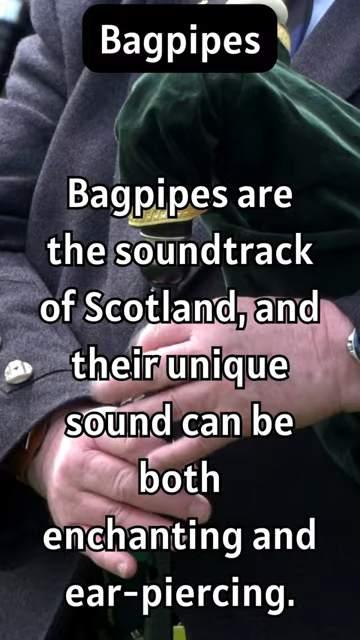 Bagpipes
Bagpipes are
the soundtrack
of Scotland, and
their unique
sound can be
both
enchanting and
ear-piercing.